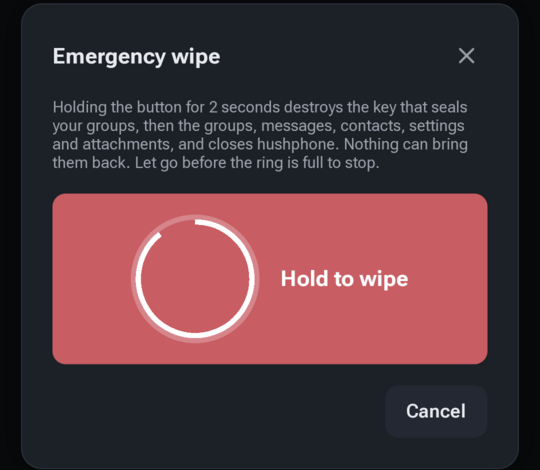 Emergency wipe
Holding the button for 2 seconds destroys the key that seals
your groups, then the groups, messages, contacts, settings
and attachments, and closes hushphone. Nothing can bring
them back. Let go before the ring is full to stop.
Hold to wipe
Cancel